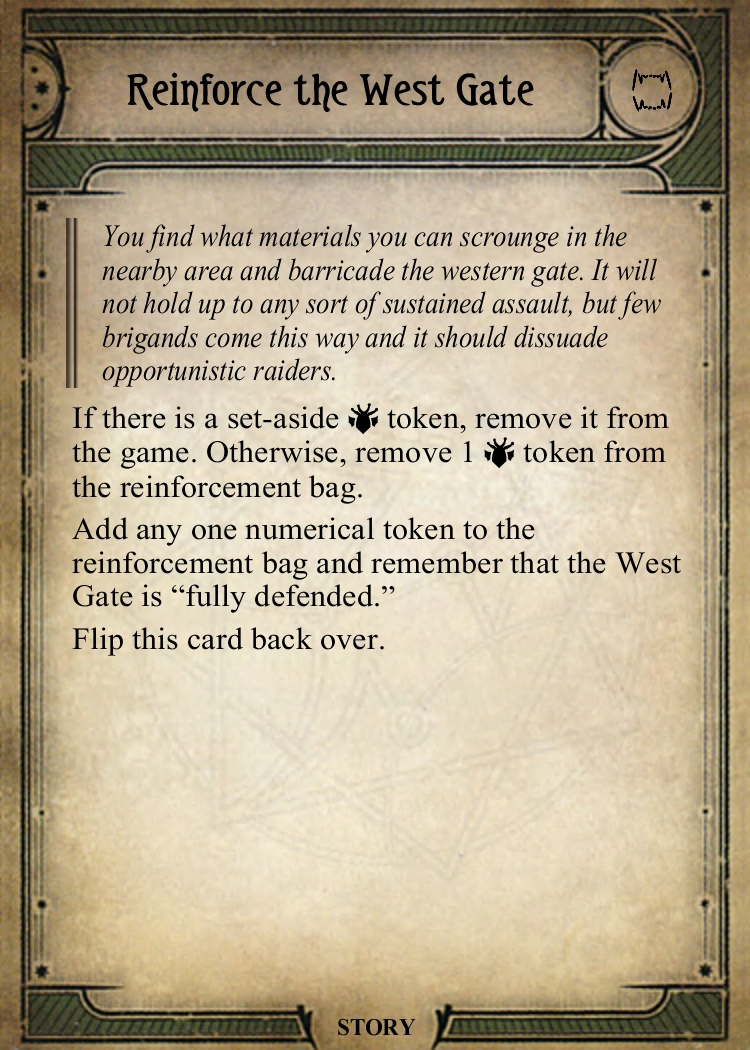 Reinforce the West Gate
You find what materials you can scrounge in the
nearby area and barricade the western gate. It will
not hold up to any sort of sustained assault, but few
brigands come this way and it should dissuade
opportunistic raiders.
If there is a set-aside token, remove it from
the game. Otherwise, remove 1 token from
the reinforcement bag.
Add any one numerical token to the
reinforcement bag and remember that the West
Gate is “fully defended.”
Flip this card back over.
STORY